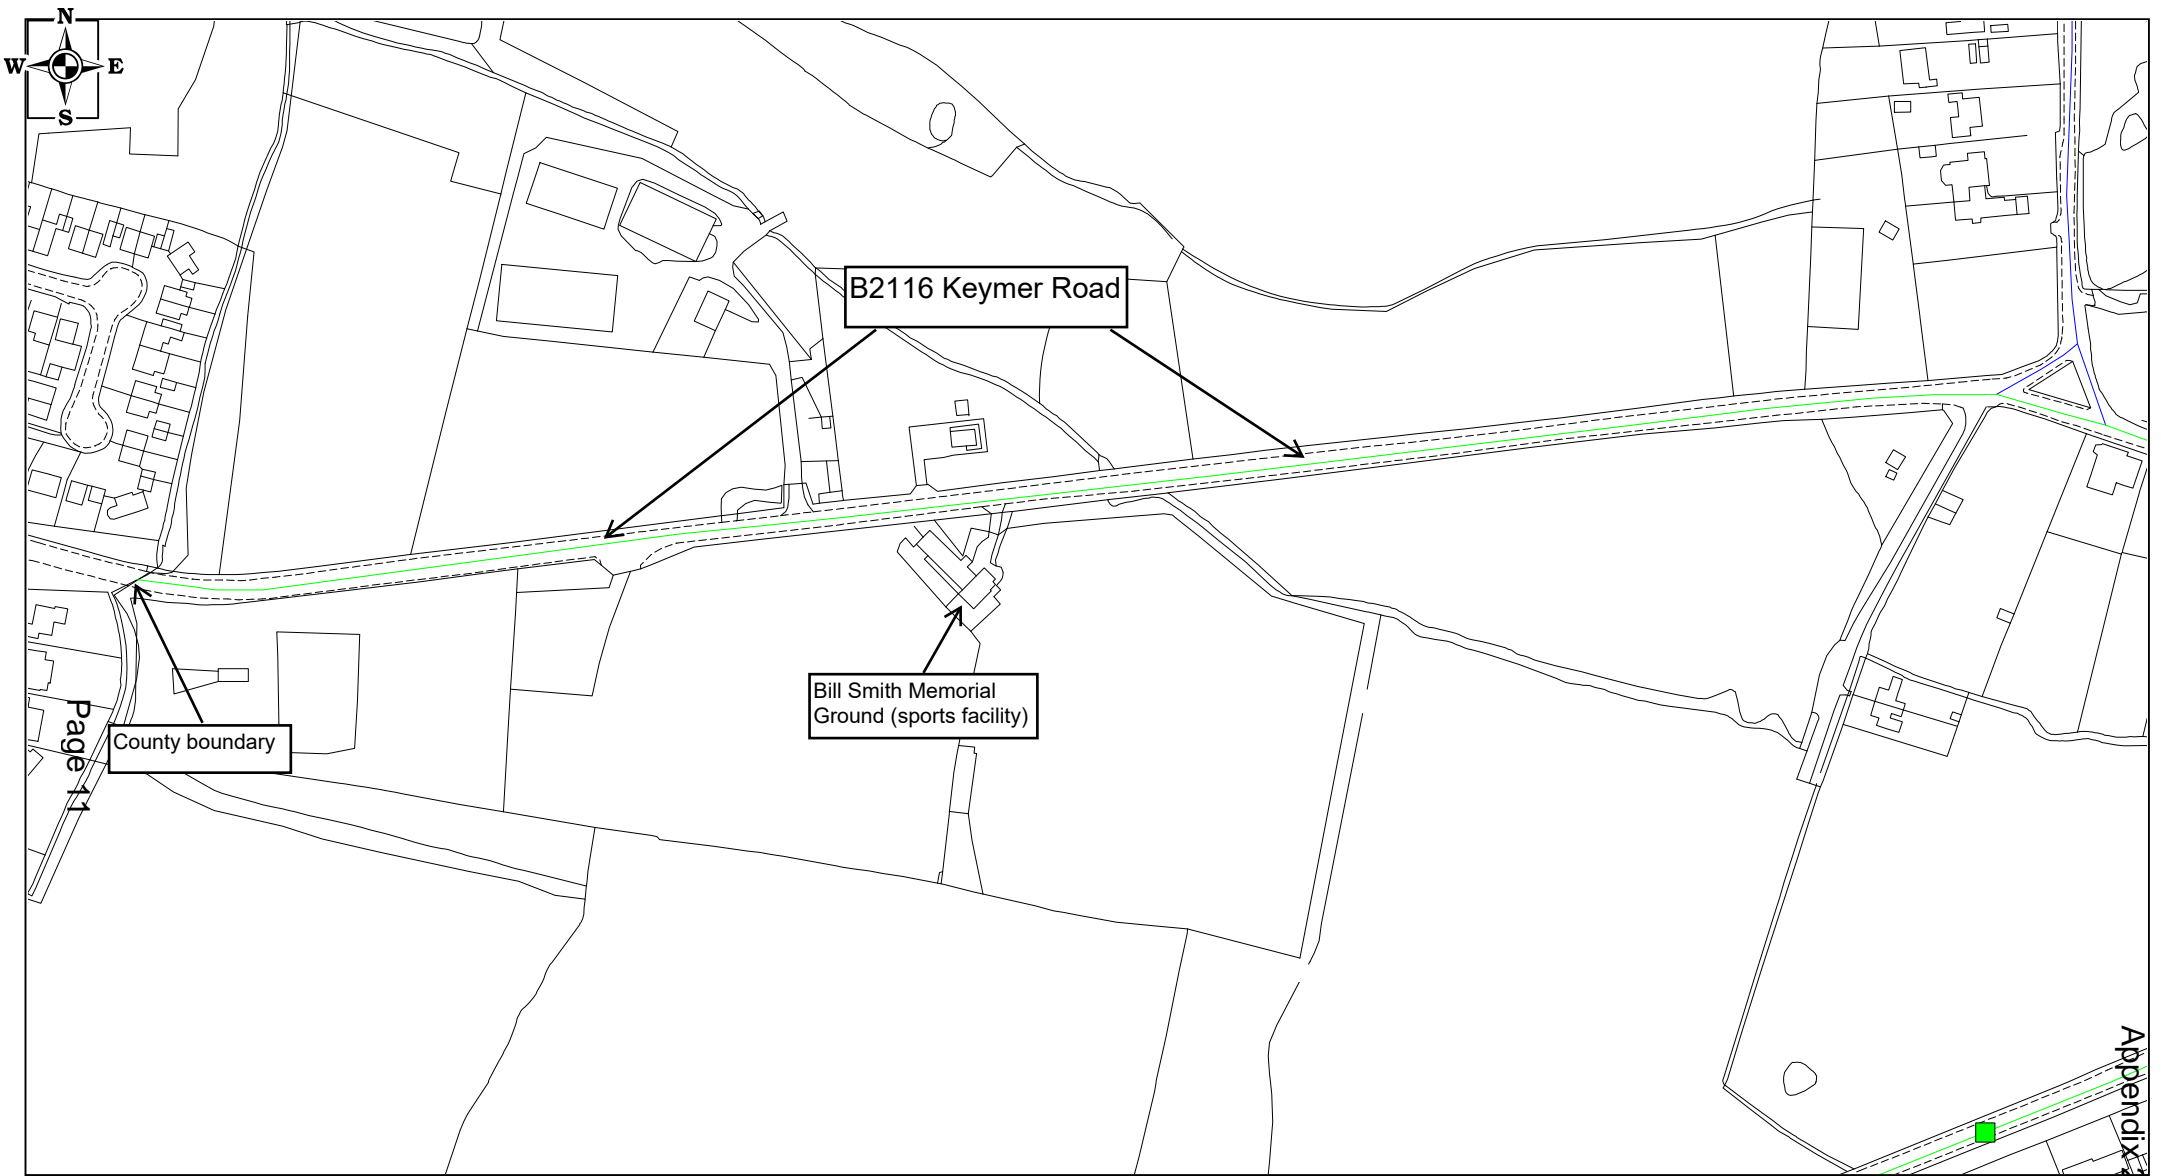 N
W E
S
B2116 Keymer Road
Bill Smith Memorial
Ground (sports facility)
County boundary
Page 11
Appendix